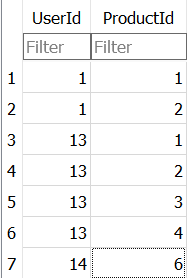 UserId ProductId
Filter Filter
1 1 1
2 1 2
3 13 1
4 13 2
5 13 3
6 13 4
7 14 6